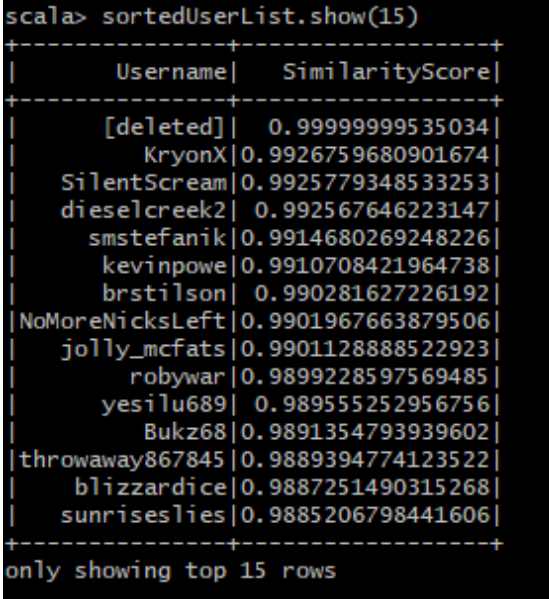 scala> sortedUserList.show(15)
+----------------+------------------+
|        Username|   SimilarityScore|
+----------------+------------------+
|       [deleted]|  0.99999999535034|
|          KryonX|0.9926759680901674|
|    SilentScream|0.9925779348533253|
|    dieselcreek2| 0.992567646223147|
|      smstefanik|0.9914680269248226|
|       kevinpowe|0.9910708421964738|
|       brstilson| 0.990281627226192|
|NoMoreNicksLeft|0.9901967663879506|
|    jolly_mcfats|0.9901128888522923|
|         robywar|0.9899228597569485|
|       yesilu689| 0.989555252956756|
|          Bukz68|0.9891354793939602|
|throwaway867845|0.9889394774123522|
|     blizzardice|0.9887251490315268|
|    sunriseslies|0.9885206798441606|
+----------------+------------------+
only showing top 15 rows